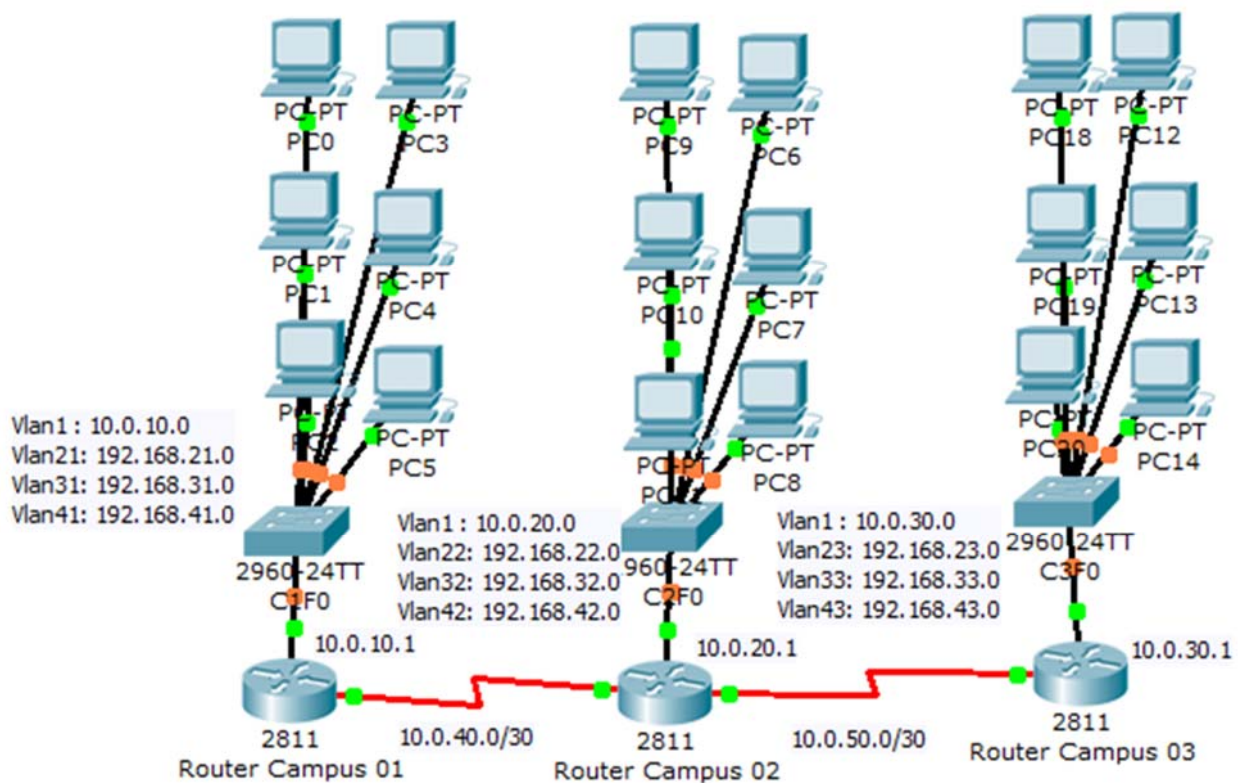 PC-PT
PC0
PC-PT
PC3
PC-PT
PC1
PC-PT
PC4
PC-PT
PC5
Vlan1 : 10.0.10.0
Vlan21: 192.168.21.0
Vlan31: 192.168.31.0
Vlan41: 192.168.41.0
2960-24TT
C1F0
10.0.10.1
2811
Router Campus 01
10.0.40.0/30
PC-PT
PC9
PC-PT
PC6
PC-PT
PC10
PC-PT
PC7
PC-PT
PC-PT
PC8
Vlan1 : 10.0.20.0
Vlan22: 192.168.22.0
Vlan32: 192.168.32.0
Vlan42: 192.168.42.0
960-24TT
C2F0
10.0.20.1
2811
Router Campus 02
10.0.50.0/30
PC-PT
PC18
PC-PT
PC12
PC-PT
PC19
PC-PT
PC13
PC-PT
PC20
PC-PT
PC14
Vlan1 : 10.0.30.0
Vlan23: 192.168.23.0
Vlan33: 192.168.33.0
Vlan43: 192.168.43.0
2960-24TT
C3F0
10.0.30.1
2811
Router Campus 03